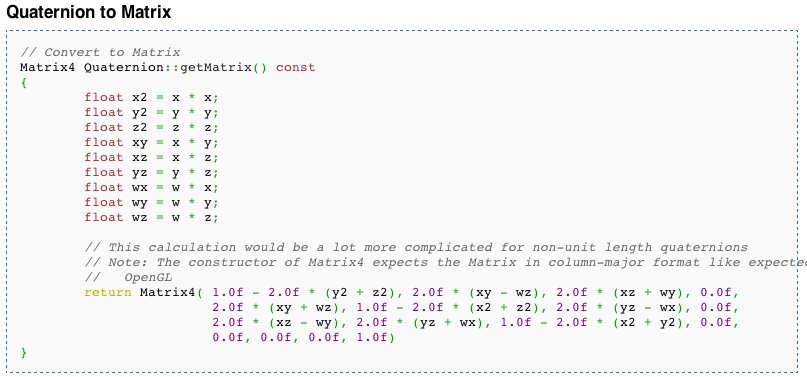 Quaternion to Matrix
// Convert to Matrix
Matrix4 Quaternion::getMatrix() const
{
float x2 = x * x;
float y2 = y * y;
float z2 = z * z;
float xy = x * y;
float xz = x * z;
float yz = y * z;
float wx = w * x;
float wy = w * y;
float wz = w * z;
// This calculation would be a lot more complicated for non-unit length quaternions
// Note: The constructor of Matrix4 expects the Matrix in column-major format like expected
//   OpenGL
return Matrix4( 1.0f - 2.0f * (y2 + z2), 2.0f * (xy - wz), 2.0f * (xz + wy), 0.0f,
2.0f * (xy + wz), 1.0f - 2.0f * (x2 + z2), 2.0f * (yz - wx), 0.0f,
2.0f * (xz - wy), 2.0f * (yz + wx), 1.0f - 2.0f * (x2 + y2), 0.0f,
0.0f, 0.0f, 0.0f, 1.0f)
}